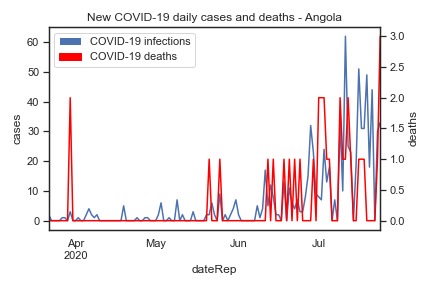 New COVID-19 daily cases and deaths - Angola
COVID-19 infections
COVID-19 deaths
60
50
40
30
20
10
0
cases
3.0
2.5
2.0
1.5
1.0
0.5
0.0
deaths
Apr May Jun Jul
2020
dateRep